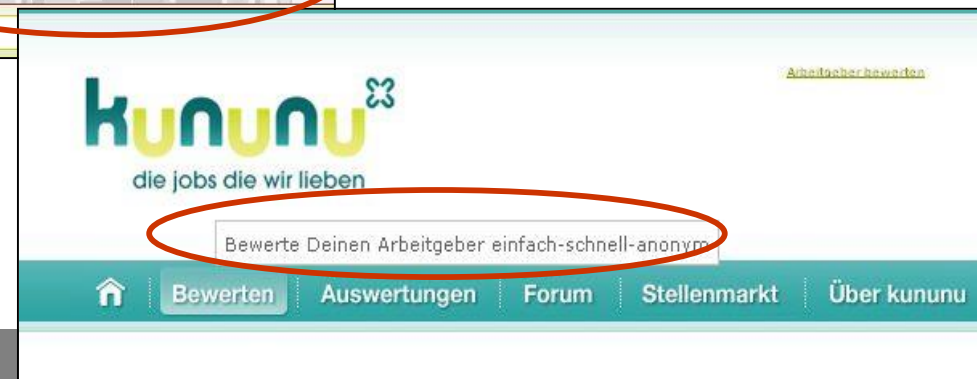 Arbeitgeber bewerten
kununu
die jobs die wir lieben
Bewerte Deinen Arbeitgeber einfach-schnell-anonym
Bewerten Auswertungen Forum Stellenmarkt Über kununu